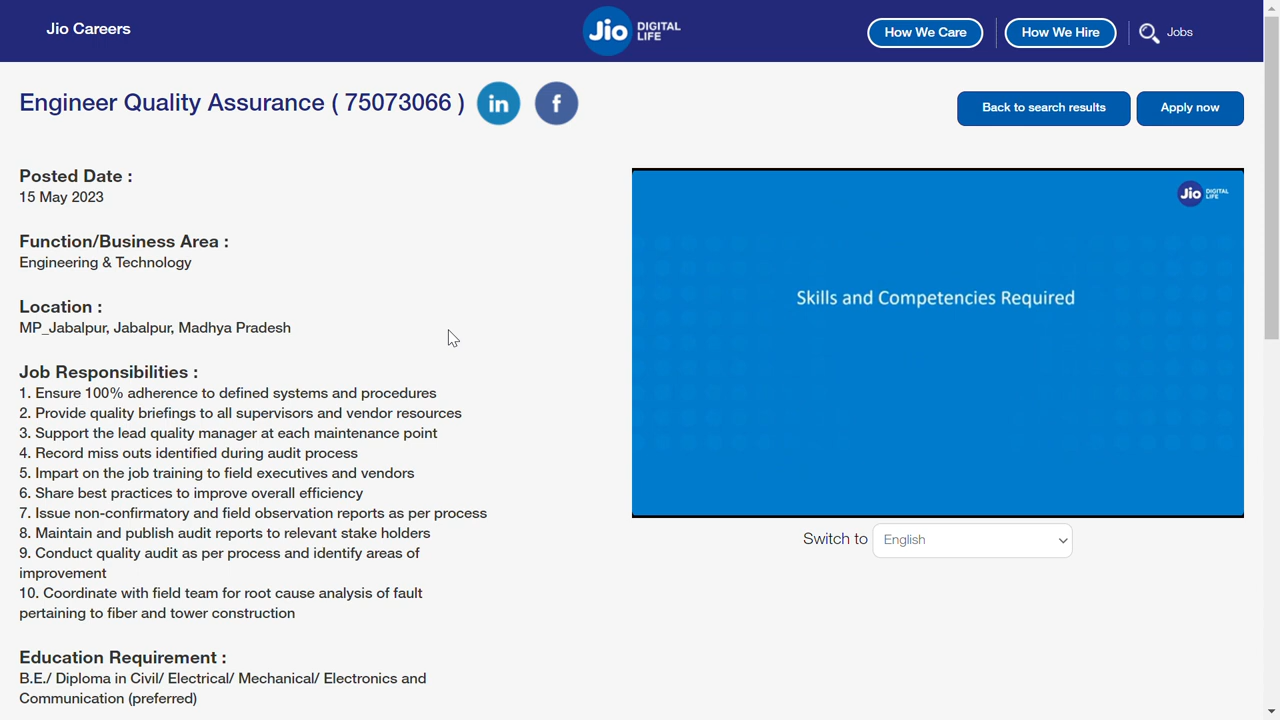 Jio Careers
Jio DIGITAL LIFE
How We Care
How We Hire
Jobs
Engineer Quality Assurance ( 75073066 )
in
f
Back to search results
Apply now
Posted Date :
15 May 2023
Function/Business Area :
Engineering & Technology
Location :
MP_Jabalpur, Jabalpur, Madhya Pradesh
Job Responsibilities :
1. Ensure 100% adherence to defined systems and procedures
2. Provide quality briefings to all supervisors and vendor resources
3. Support the lead quality manager at each maintenance point
4. Record miss outs identified during audit process
5. Impart on the job training to field executives and vendors
6. Share best practices to improve overall efficiency
7. Issue non-confirmatory and field observation reports as per process
8. Maintain and publish audit reports to relevant stake holders
9. Conduct quality audit as per process and identify areas of
improvement
10. Coordinate with field team for root cause analysis of fault
pertaining to fiber and tower construction
Education Requirement :
B.E./ Diploma in Civil/ Electrical/ Mechanical/ Electronics and
Communication (preferred)
Jio DIGITAL LIFE
Skills and Competencies Required
Switch to
English